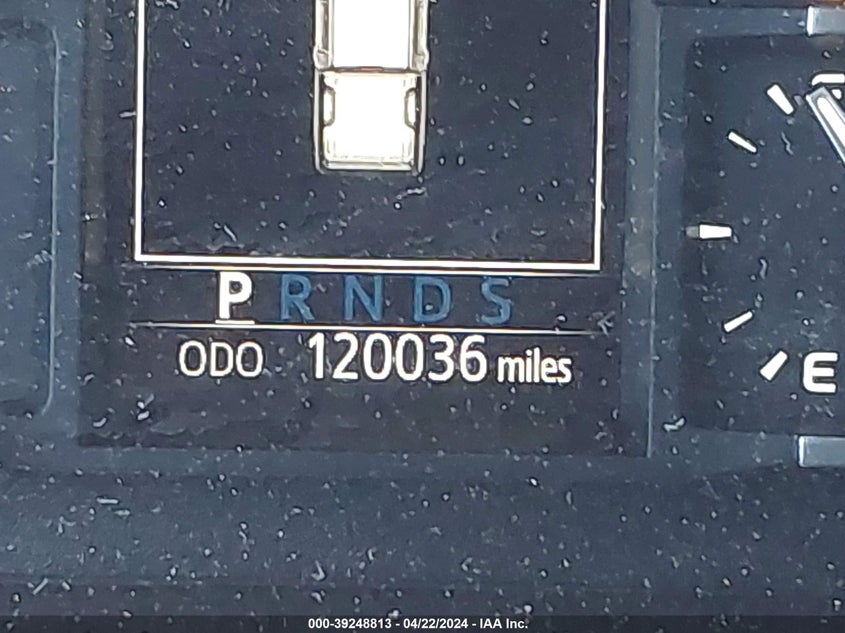 P R N D S
ODO 120036 miles
E
000-39248813 - 04/22/2024 - IAA Inc.